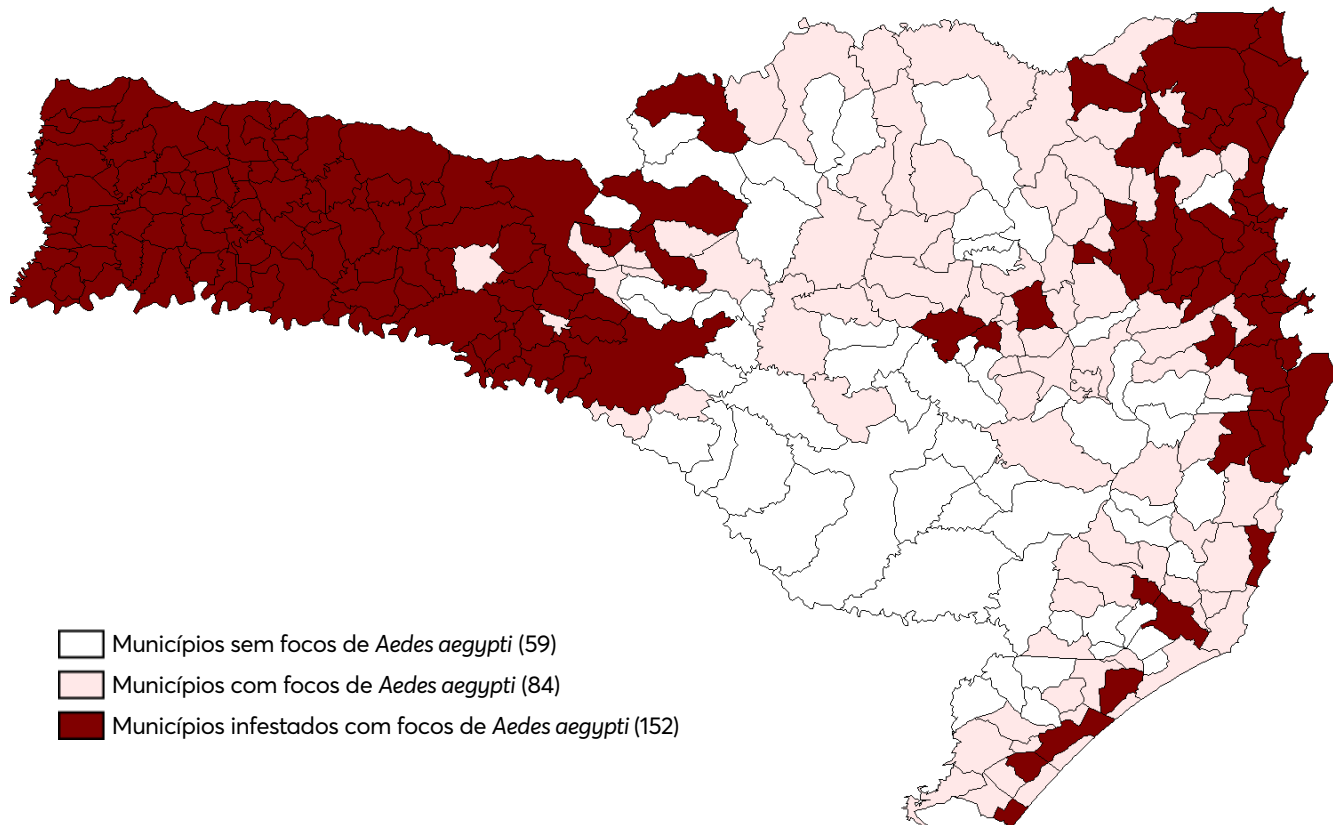 Municípios sem focos de Aedes aegypti (59)
Municípios com focos de Aedes aegypti (84)
Municípios infestados com focos de Aedes aegypti (152)